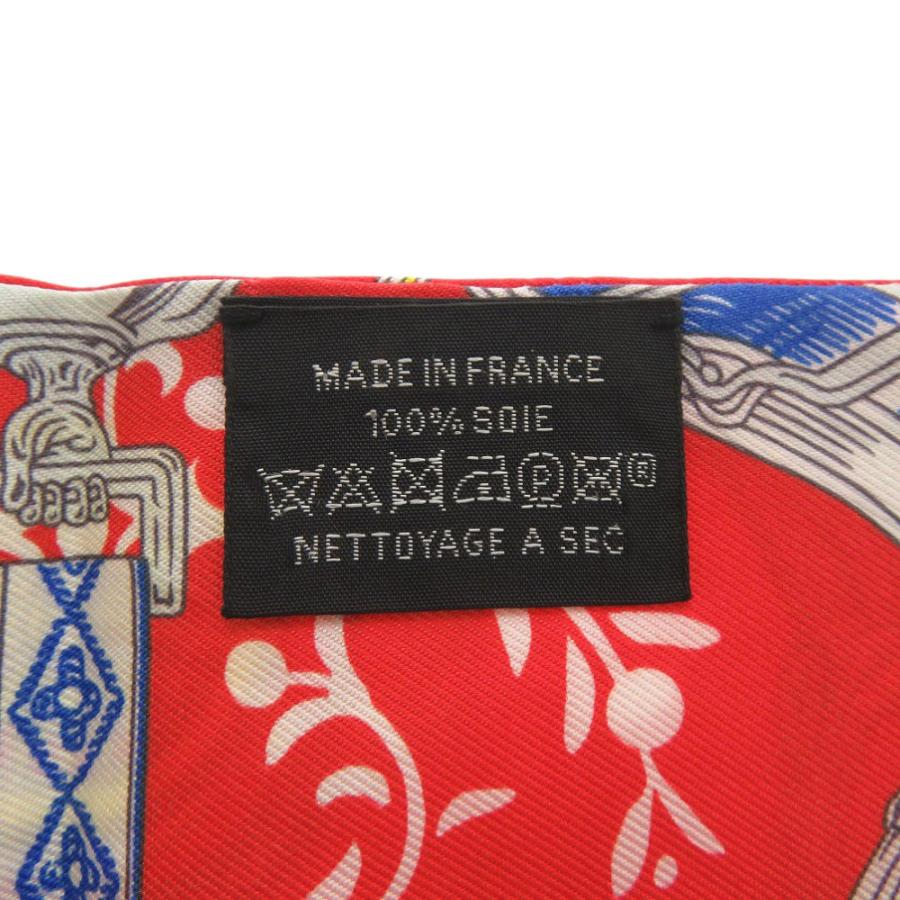 MADE IN FRANCE
100% SOIE
®
NETTOYAGE A SEC